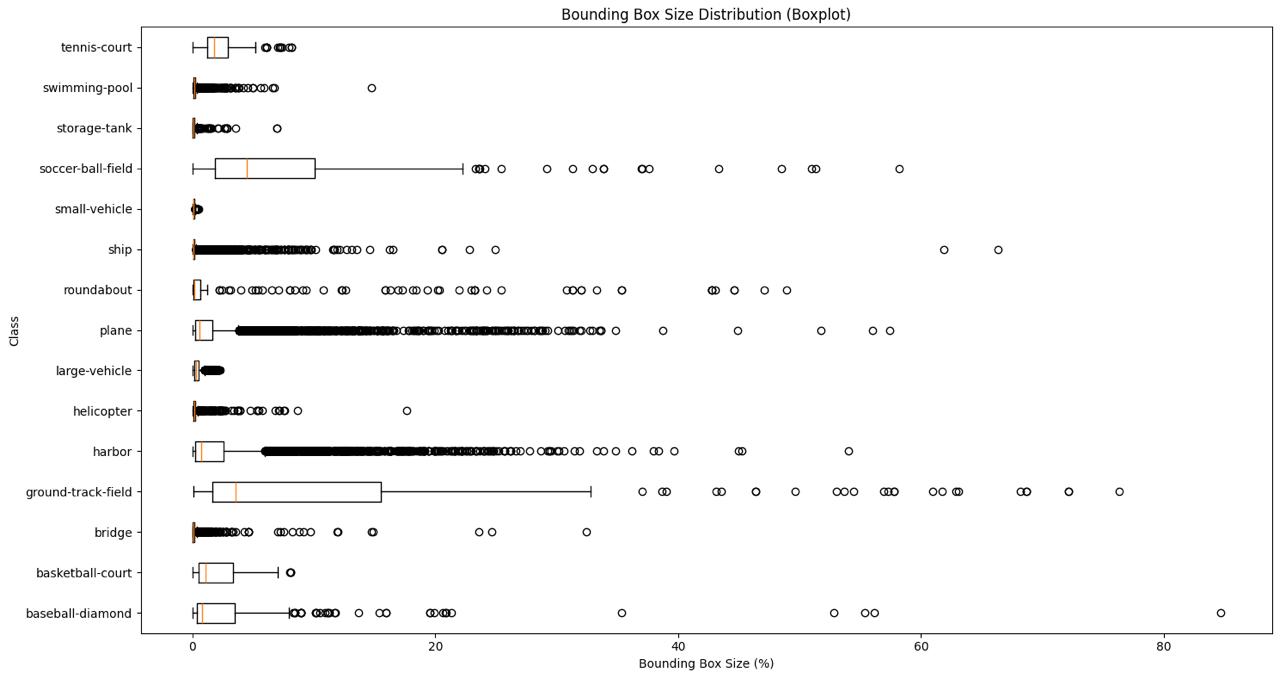 Bounding Box Size Distribution (Boxplot)
Class
tennis-court
swimming-pool
storage-tank
soccer-ball-field
small-vehicle
ship
roundabout
plane
large-vehicle
helicopter
harbor
ground-track-field
bridge
basketball-court
baseball-diamond
0 20 40 60 80
Bounding Box Size (%)